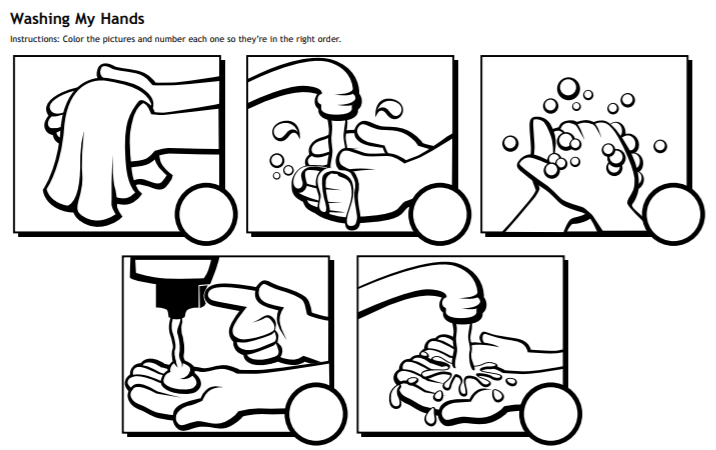 Washing My Hands
Instructions: Color the pictures and number each one so they're in the right order.